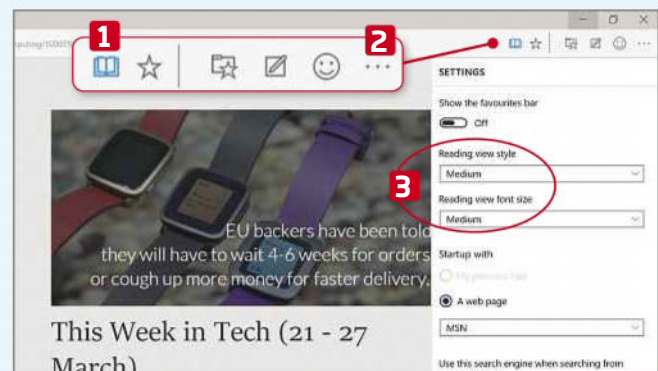 1
2
SETTINGS
Show the favourites bar
Off
Reading view style
Medium
3
Reading view font size
Medium
EU backers have been told
they will have to wait 4-6 weeks for orders
or cough up more money for faster delivery.
Startup with
A web page
MSN
This Week in Tech (21 - 27
March)
Use this search engine when searching from